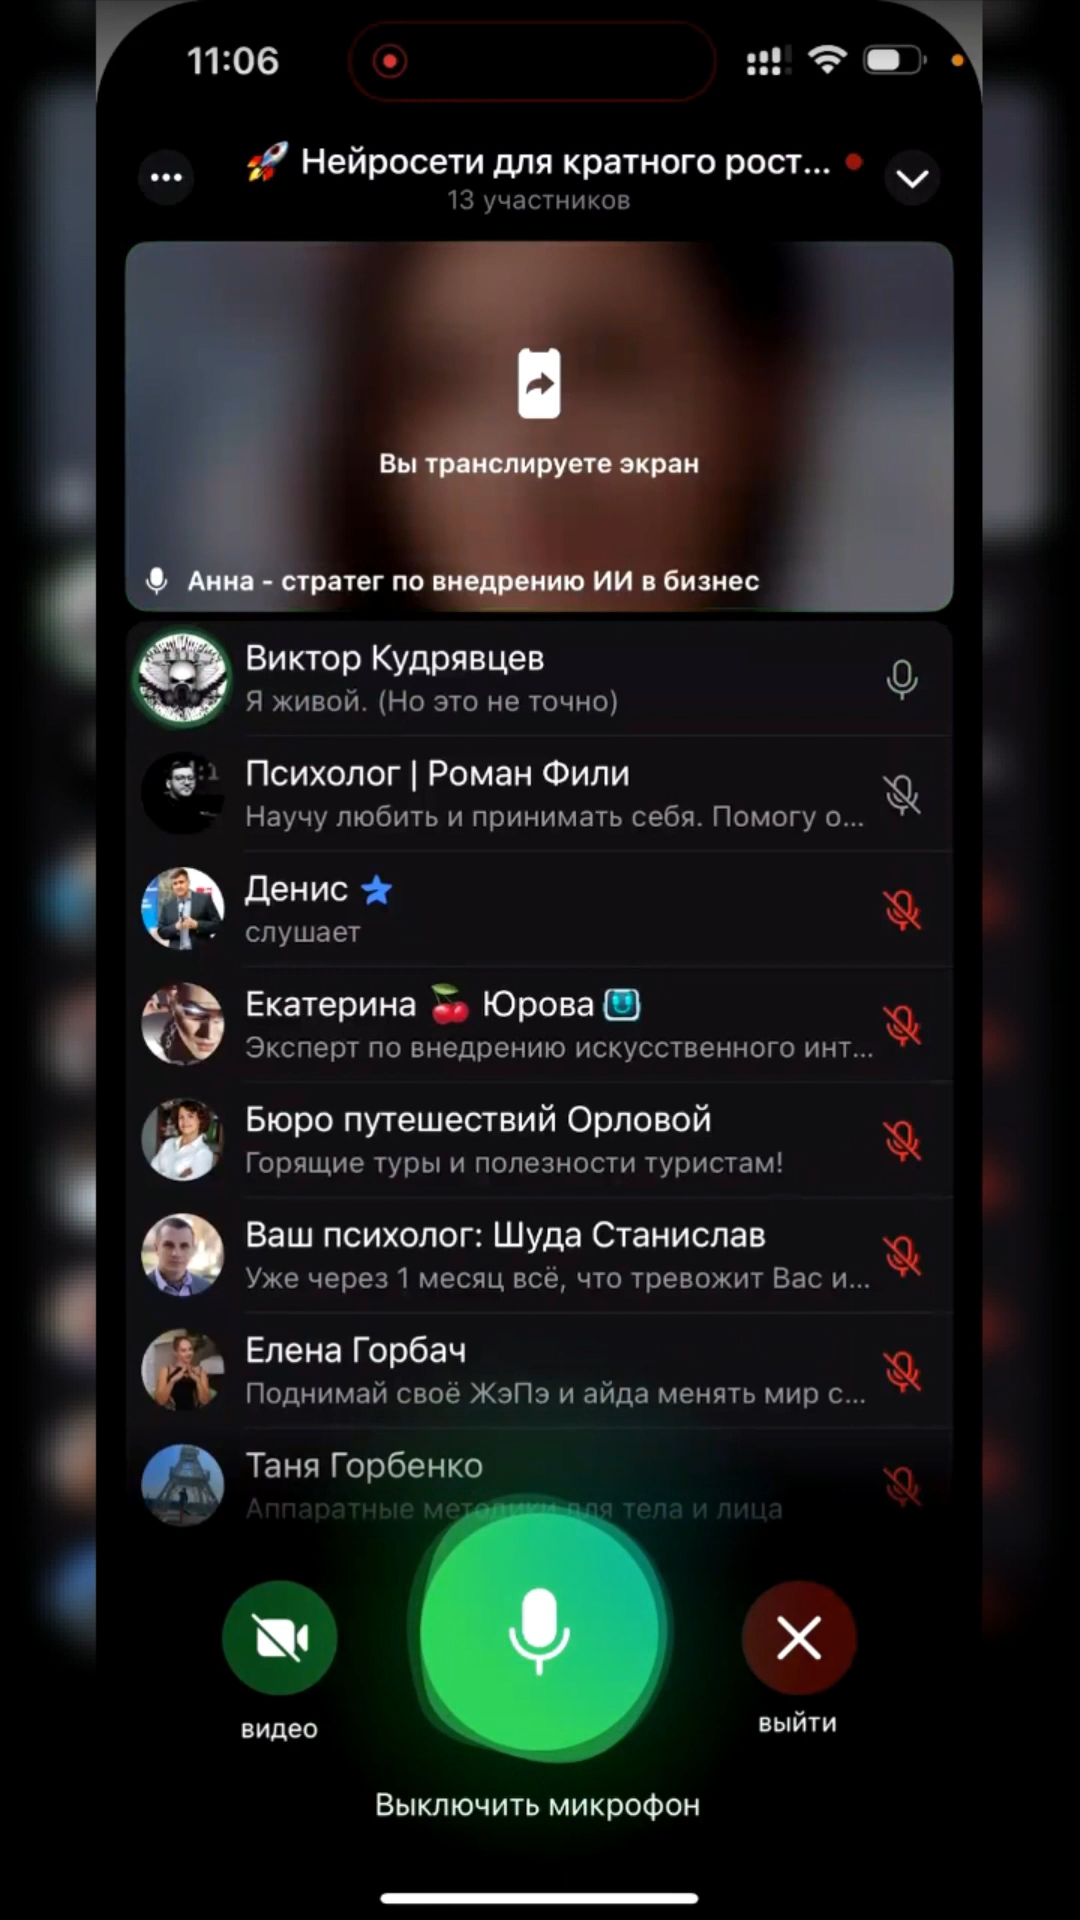 11:06
🚀 Нейросети для кратного рост...
13 участников
Вы транслируете экран
Анна - стратег по внедрению ИИ в бизнес
Виктор Кудрявцев
Я живой. (Но это не точно)
Психолог | Роман Фили
Научу любить и принимать себя. Помогу о...
Денис
слушает
Екатерина 🍒 Юрова
Эксперт по внедрению искусственного инт...
Бюро путешествий Орловой
Горящие туры и полезности туристам!
Ваш психолог: Шуда Станислав
Уже через 1 месяц всё, что тревожит Вас и...
Елена Горбач
Поднимай своё ЖэПэ и айда менять мир с...
Таня Горбенко
Аппаратные методики для тела и лица
видео
выйти
Выключить микрофон